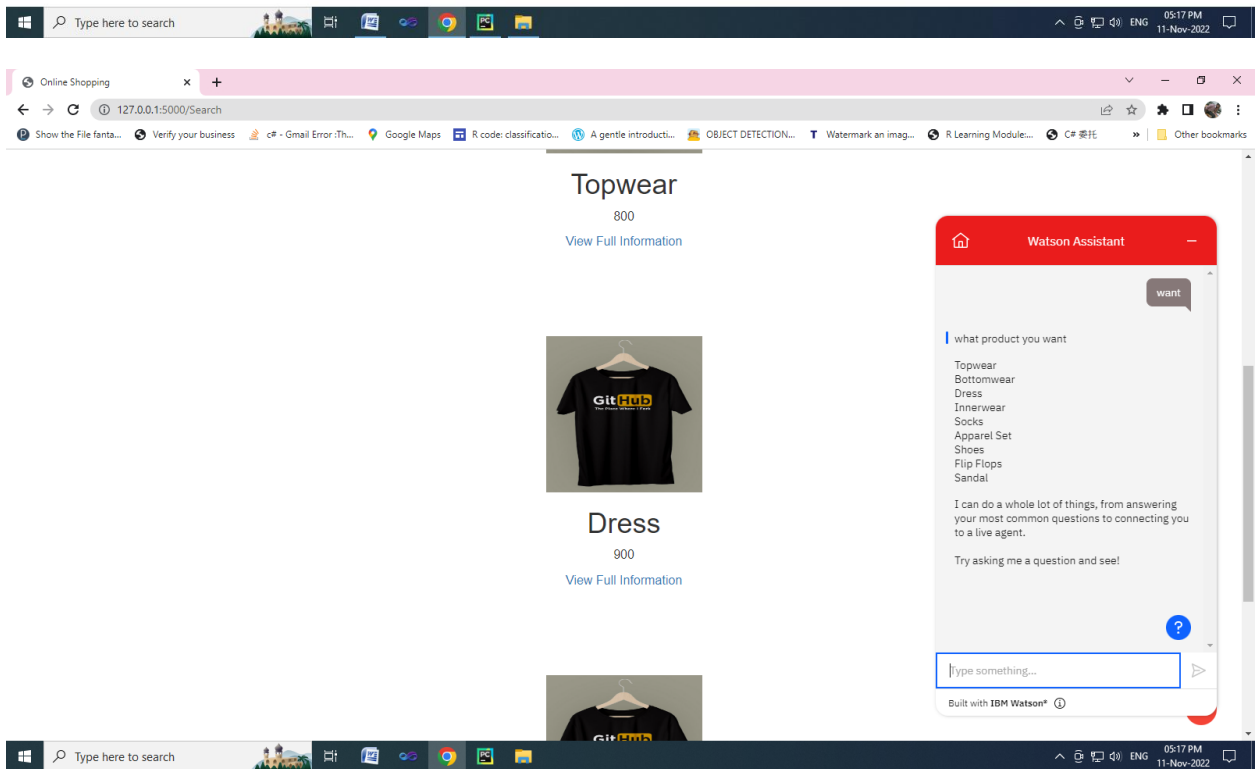 Type here to search
ENG
05:17 PM
11-Nov-2022
Online Shopping
127.0.0.1:5000/Search
Show the File fanta...
Verify your business
c# - Gmail Error :Th...
Google Maps
R code: classificatio...
A gentle introducti...
OBJECT DETECTION...
Watermark an imag...
R Learning Module:...
C# 委托
»
Other bookmarks
Topwear
800
View Full Information
GitHub
Dress
900
View Full Information
GitHub
Watson Assistant
want
what product you want
Topwear
Bottomwear
Dress
Innerwear
Socks
Apparel Set
Shoes
Flip Flops
Sandal
I can do a whole lot of things, from answering
your most common questions to connecting you
to a live agent.
Try asking me a question and see!
?
Type something...
Built with IBM Watson®
Type here to search
ENG
05:17 PM
11-Nov-2022